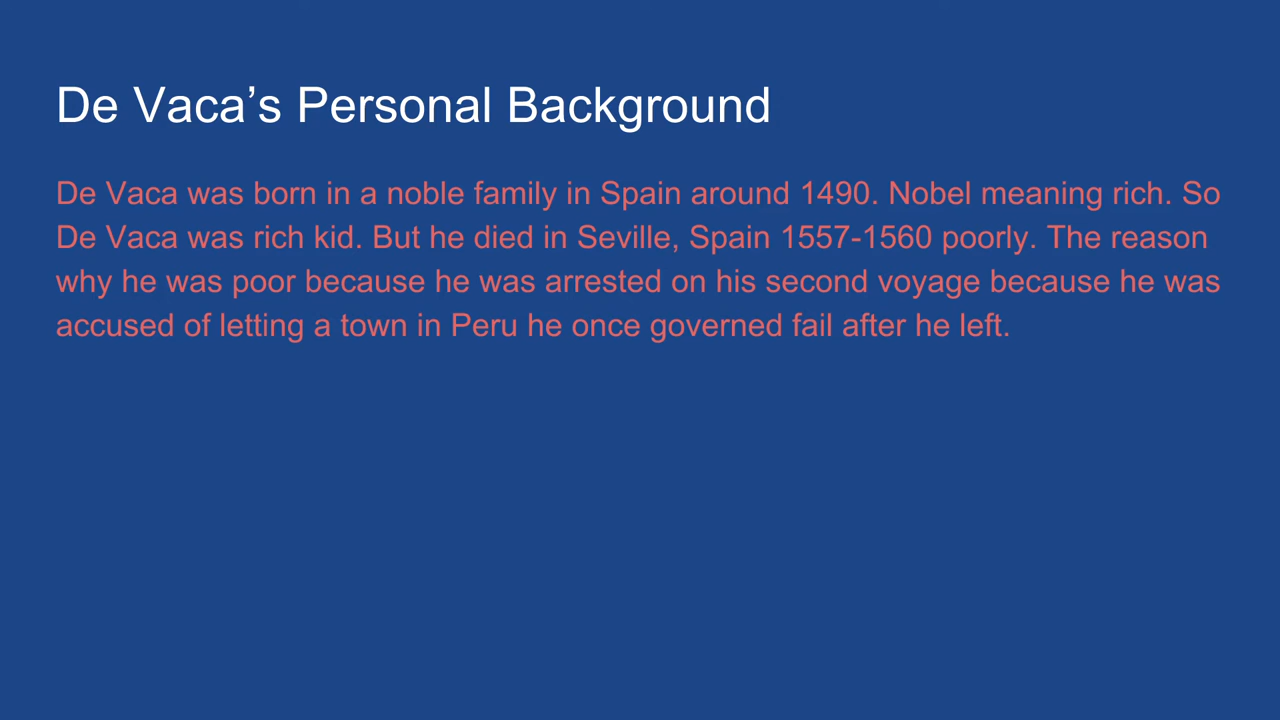 De Vaca’s Personal Background
De Vaca was born in a noble family in Spain around 1490. Nobel meaning rich. So
De Vaca was rich kid. But he died in Seville, Spain 1557-1560 poorly. The reason
why he was poor because he was arrested on his second voyage because he was
accused of letting a town in Peru he once governed fail after he left.